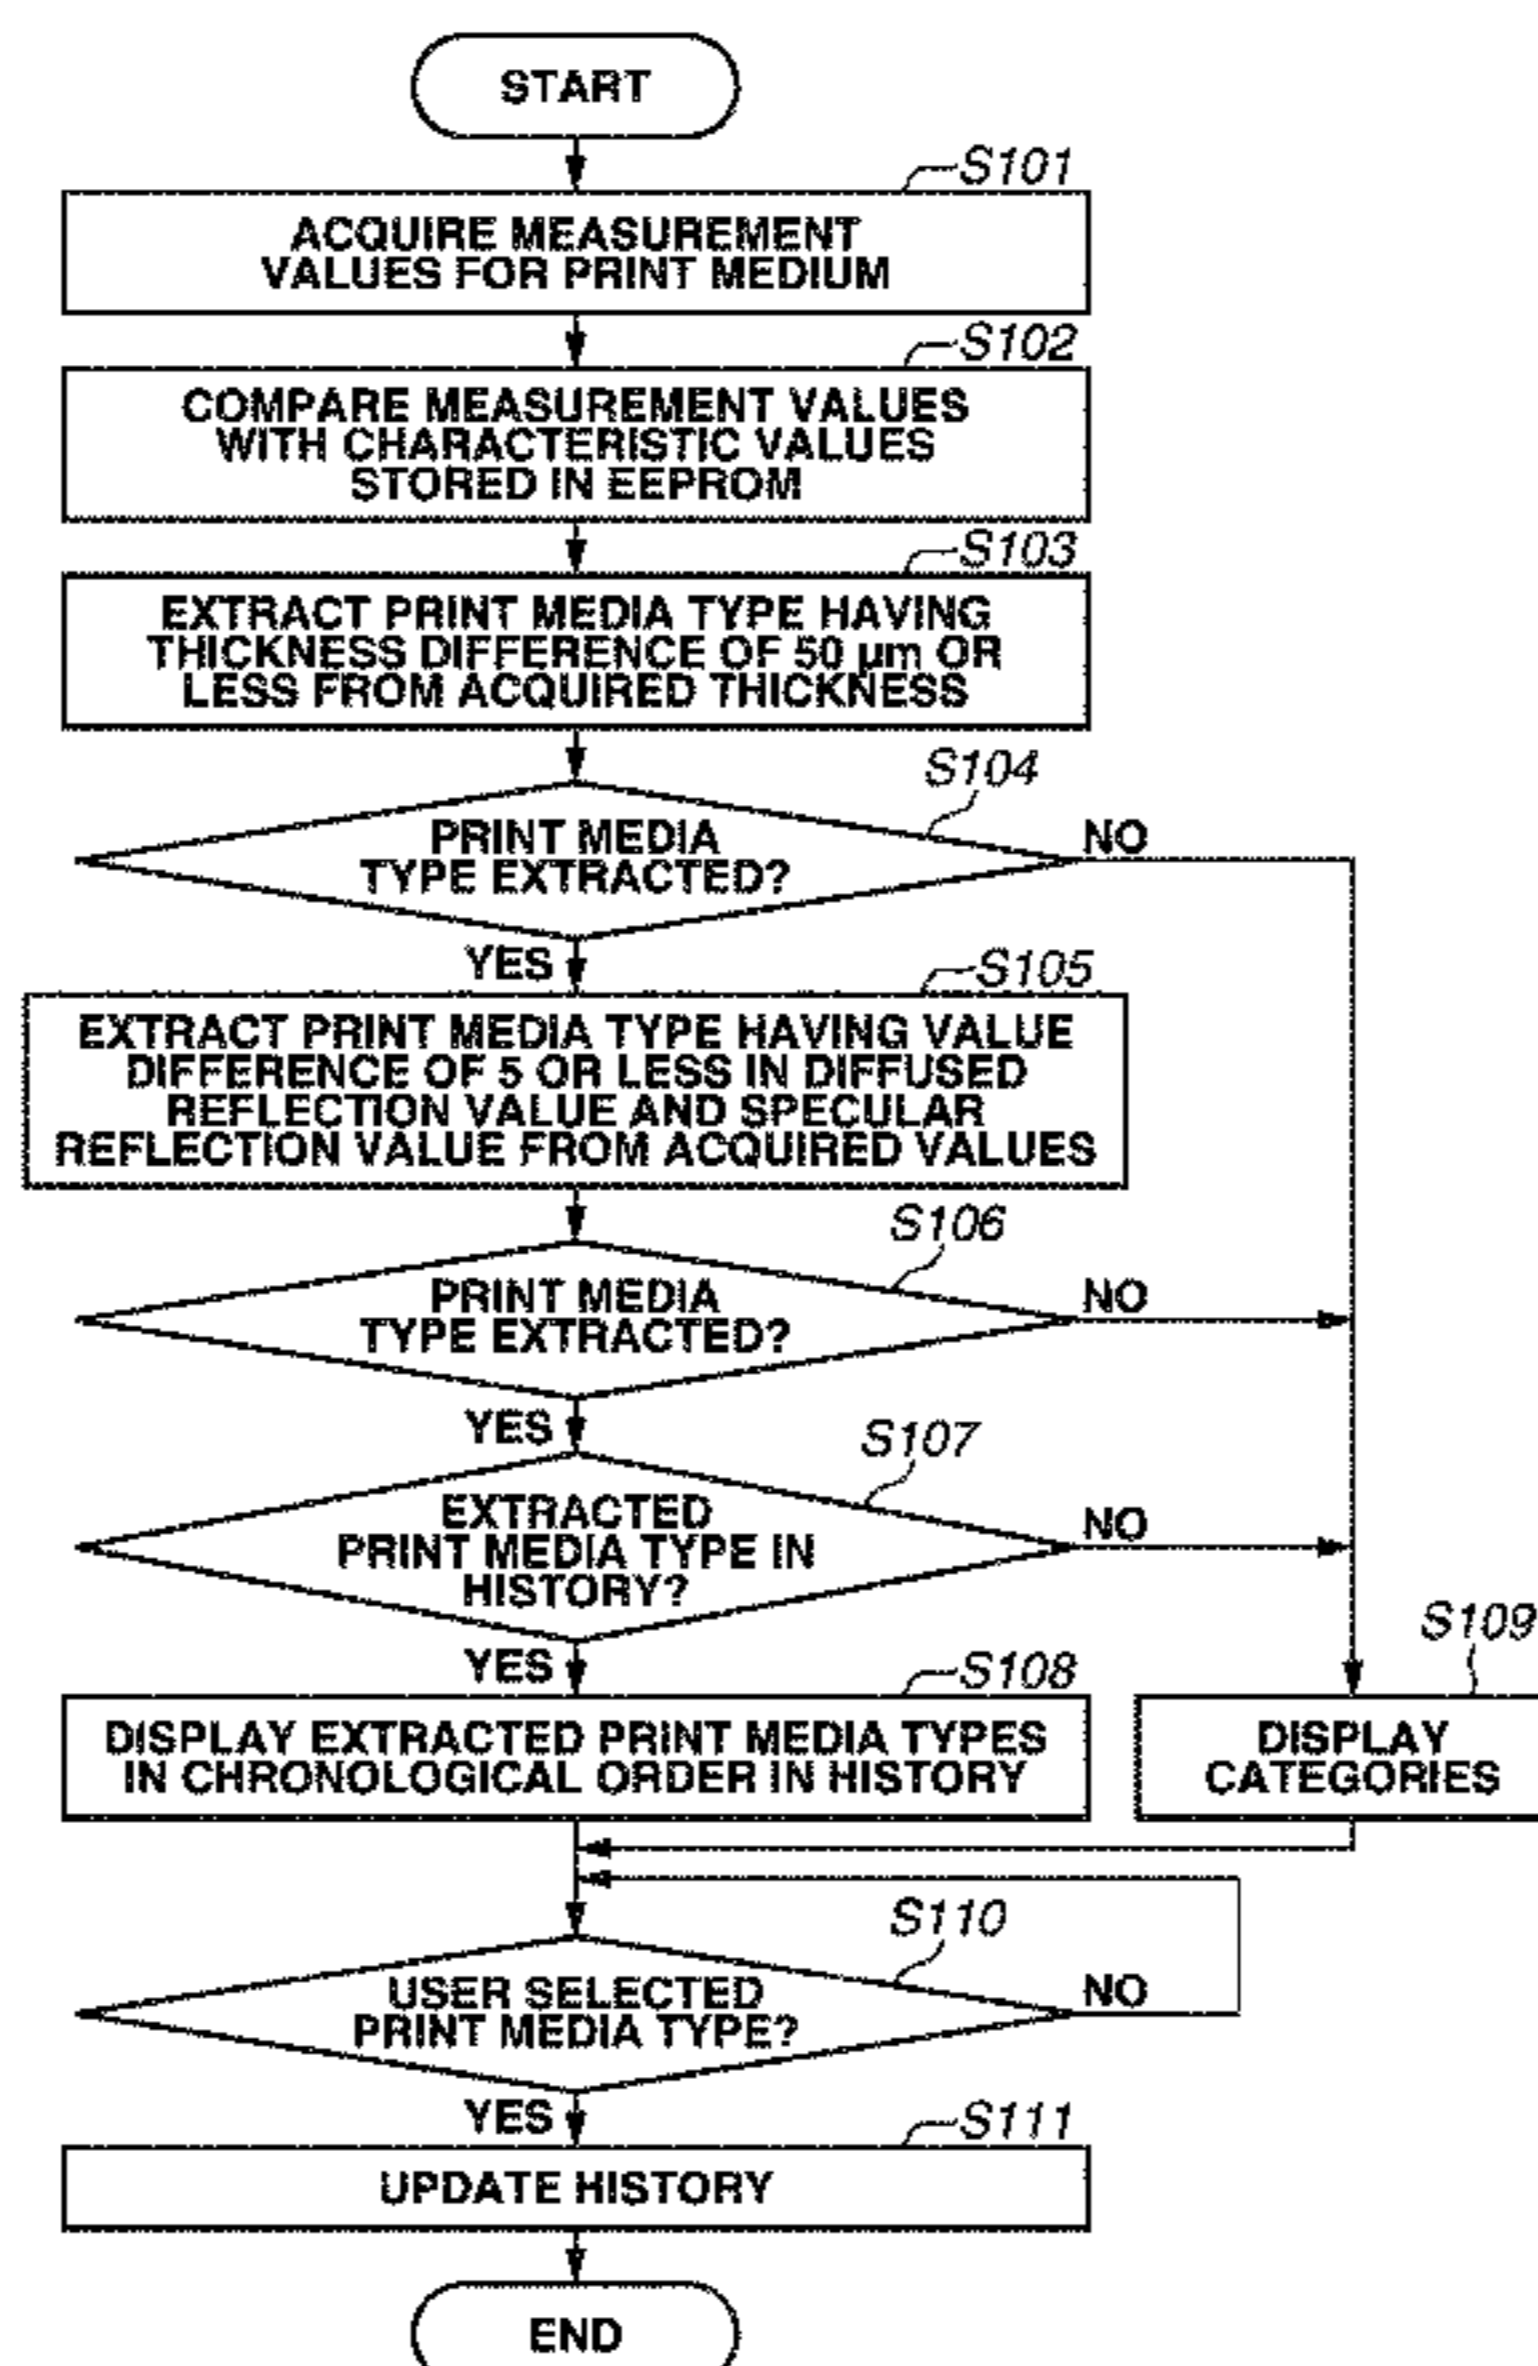 START
S101
ACQUIRE MEASUREMENT
VALUES FOR PRINT MEDIUM
S102
COMPARE MEASUREMENT VALUES
WITH CHARACTERISTIC VALUES
STORED IN EEPROM
S103
EXTRACT PRINT MEDIA TYPE HAVING
THICKNESS DIFFERENCE OF 50 µm OR
LESS FROM ACQUIRED THICKNESS
S104
PRINT MEDIA
TYPE EXTRACTED?
NO
YES
S105
EXTRACT PRINT MEDIA TYPE HAVING VALUE
DIFFERENCE OF 5 OR LESS IN DIFFUSED
REFLECTION VALUE AND SPECULAR
REFLECTION VALUE FROM ACQUIRED VALUES
S106
PRINT MEDIA
TYPE EXTRACTED?
NO
YES
S107
EXTRACTED
PRINT MEDIA TYPE IN
HISTORY?
NO
YES
S108
DISPLAY EXTRACTED PRINT MEDIA TYPES
IN CHRONOLOGICAL ORDER IN HISTORY
S109
DISPLAY
CATEGORIES
S110
USER SELECTED
PRINT MEDIA TYPE?
NO
YES
S111
UPDATE HISTORY
END